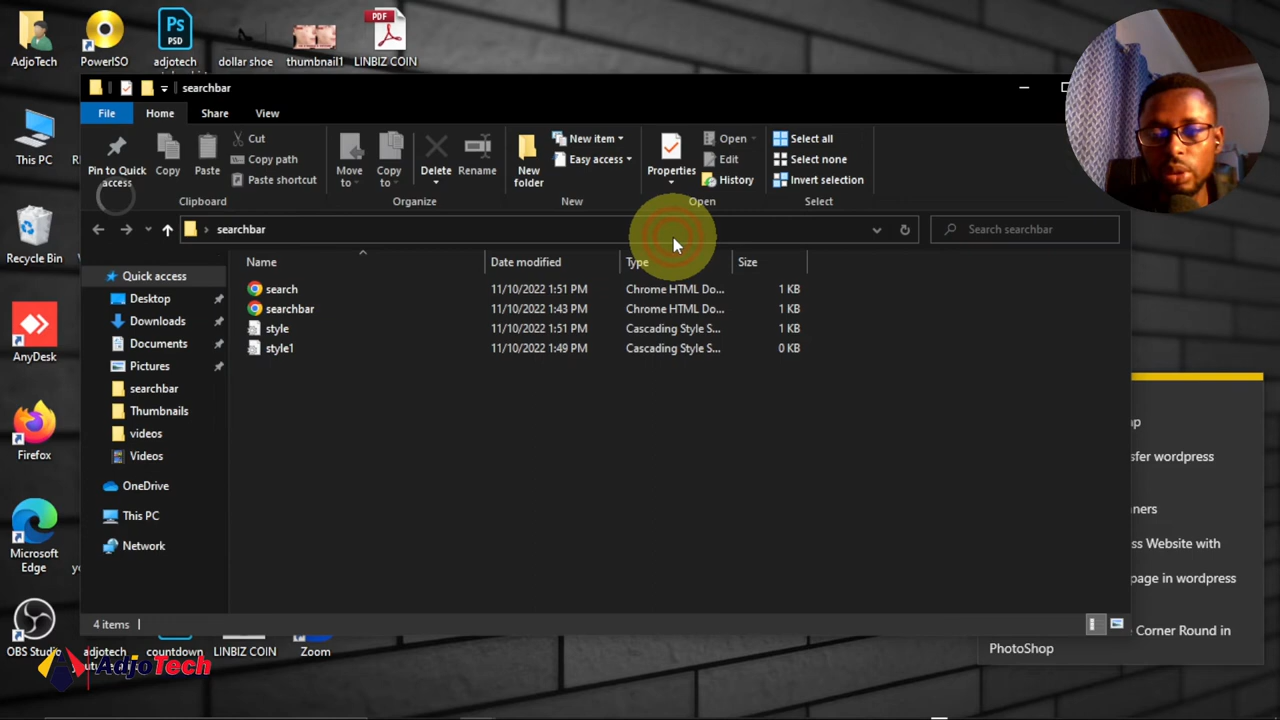 AdjoTech
PowerISO
Ps
PSD
adjotech
dollar shoe
thumbnail1
PDF
LINBIZ COIN
This PC
Recycle Bin
AnyDesk
Firefox
Microsoft
Edge
OBS Studio
adjotech
countdown
LINBIZ COIN
Zoom
searchbar
File
Home
Share
View
Pin to Quick
access
Copy
Paste
Cut
Copy path
Paste shortcut
Clipboard
Move
to
Copy
to
Delete
Rename
Organize
New
folder
New item
Easy access
New
Properties
Open
Edit
History
Open
Select all
Select none
Invert selection
Select
searchbar
Search searchbar
Name
Date modified
Type
Size
search 11/10/2022 1:51 PM Chrome HTML Do... 1 KB
searchbar 11/10/2022 1:43 PM Chrome HTML Do... 1 KB
style 11/10/2022 1:51 PM Cascading Style S... 1 KB
style1 11/10/2022 1:49 PM Cascading Style S... 0 KB
Quick access
Desktop
Downloads
Documents
Pictures
searchbar
Thumbnails
videos
Videos
OneDrive
This PC
Network
4 items
sfer wordpress
ss Website with
page in wordpress
Corner Round in
PhotoShop
AdjoTech